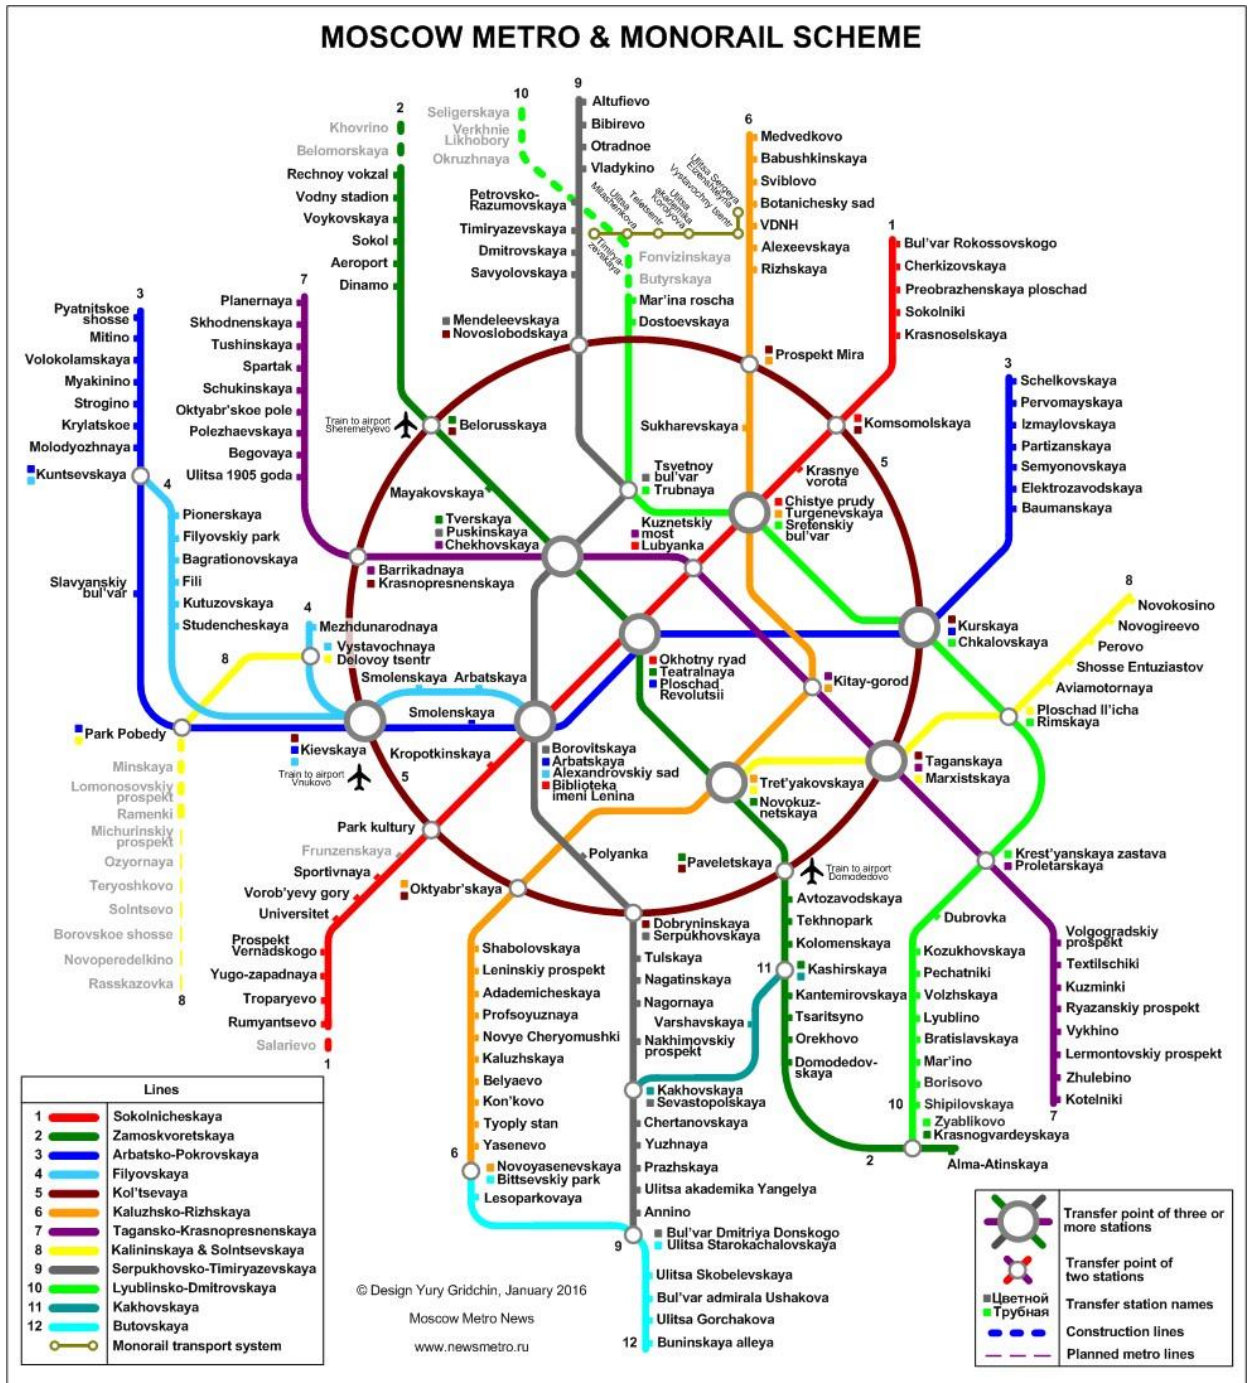 MOSCOW METRO & MONORAIL SCHEME
9
10
2
6
Altufievo
Bibirevo
Otradnoe
Vladykino
Seligerskaya
Verkhnie
Likhobory
Okruzhnaya
Khovrino
Belomorskaya
Rechnoy vokzal
Vodny stadion
Voykovskaya
Sokol
Aeroport
Dinamo
Petrovsko-
Razumovskaya
Timiryazevskaya
Dmitrovskaya
Savyolovskaya
Medvedkovo
Babushkinskaya
Sviblovo
Botanichesky sad
VDNH
Alexeevskaya
Rizhskaya
Ulitsa Sergeya
Eizenshteyna
Vystavochny tsentr
Ulitsa
akademika
Korolyova
Teletsentr
Ulitsa
Milashenkova
Timirya-
zevskaya
Fonvizinskaya
Butyrskaya
Mar'ina roscha
Dostoevskaya
1
Bul'var Rokossovskogo
Cherkizovskaya
Preobrazhenskaya ploschad
Sokolniki
Krasnoselskaya
7
Planernaya
Skhodnenskaya
Tushinskaya
Spartak
Schukinskaya
Oktyabr'skoe pole
Polezhaevskaya
Begovaya
Ulitsa 1905 goda
3
Pyatnitskoe
shosse
Mitino
Volokolamskaya
Myakinino
Strogino
Krylatskoe
Molodyozhnaya
Kuntsevskaya
4
Pionerskaya
Filyovskiy park
Bagrationovskaya
Fili
Kutuzovskaya
Studencheskaya
Slavyanskiy
bul'var
Mendeleevskaya
Novoslobodskaya
Prospekt Mira
3
Schelkovskaya
Pervomayskaya
Izmaylovskaya
Partizanskaya
Semyonovskaya
Elektrozavodskaya
Baumanskaya
Train to airport
Sheremetyevo
Belorusskaya
Sukharevskaya
Komsomolskaya
5
Krasnye
vorota
Mayakovskaya
Tsvetnoy
bul'var
Trubnaya
Chistye prudy
Turgenevskaya
Sretenskiy
bul'var
Tverskaya
Puskinskaya
Chekhovskaya
Kuznetskiy
most
Lubyanka
Barrikadnaya
Krasnopresnenskaya
8
Novokosino
Novogireevo
Perovo
Shosse Entuziastov
Aviamotornaya
Ploschad Il'icha
Rimskaya
Kurskaya
Chkalovskaya
4
Mezhdunarodnaya
Vystavochnaya
Delovoy tsentr
8
Smolenskaya
Arbatskaya
Smolenskaya
Okhotny ryad
Teatralnaya
Ploschad
Revolutsii
Kitay-gorod
Park Pobedy
Kievskaya
Train to airport
Vnukovo
Kropotkinskaya
5
Borovitskaya
Arbatskaya
Alexandrovskiy sad
Biblioteka
imeni Lenina
Tret'yakovskaya
Novokuz-
netskaya
Taganskaya
Marxistskaya
Minskaya
Lomonosovskiy
prospekt
Ramenki
Michurinskiy
prospekt
Ozyornaya
Teryoshkovo
Solntsevo
Borovskoe shosse
Novoperedelkino
Rasskazovka
8
Park kultury
Frunzenskaya
Sportivnaya
Vorob'yevy gory
Universitet
Prospekt
Vernadskogo
Yugo-zapadnaya
Troparyevo
Rumyantsevo
Salarievo
1
Oktyabr'skaya
Polyanka
Paveletskaya
Train to airport
Domodedovo
Krest'yanskaya zastava
Proletarskaya
Dobryninskaya
Serpukhovskaya
Shabolovskaya
Leninskiy prospekt
Adademicheskaya
Profsoyuznaya
Novye Cheryomushki
Kaluzhskaya
Belyaevo
Kon'kovo
Tyoply stan
Yasenevo
6
Novoyasenevskaya
Bittsevskiy park
Lesoparkovaya
Tulskaya
Nagatinskaya
Nagornaya
Nakhimovskiy
prospekt
Kakhovskaya
Sevastopolskaya
Chertanovskaya
Yuzhnaya
Prazhskaya
Ulitsa akademika Yangelya
Annino
9
Bul'var Dmitriya Donskogo
Ulitsa Starokachalovskaya
Ulitsa Skobelevskaya
Bul'var admirala Ushakova
Ulitsa Gorchakova
12
Buninskaya alleya
Avtozavodskaya
Tekhnopark
Kolomenskaya
11
Kashirskaya
Varshavskaya
Kantemirovskaya
Tsaritsyno
Orekhovo
Domodedov-
skaya
2
Alma-Atinskaya
Dubrovka
Kozukhovskaya
Pechatniki
Volzhskaya
Lyublino
Bratislavskaya
Mar'ino
Borisovo
10
Shipilovskaya
Zyablikovo
Krasnogvardeyskaya
Volgogradskiy
prospekt
Textilschiki
Kuzminki
Ryazanskiy prospekt
Vykhino
Lermontovskiy prospekt
Zhulebino
Kotelniki
7
Lines
1 Sokolnicheskaya
2 Zamoskvoretskaya
3 Arbatsko-Pokrovskaya
4 Filyovskaya
5 Kol'tsevaya
6 Kaluzhsko-Rizhskaya
7 Tagansko-Krasnopresnenskaya
8 Kalininskaya & Solntsevskaya
9 Serpukhovsko-Timiryazevskaya
10 Lyublinsko-Dmitrovskaya
11 Kakhovskaya
12 Butovskaya
Monorail transport system
© Design Yury Gridchin, January 2016
Moscow Metro News
www.newsmetro.ru
Transfer point of three or
more stations
Transfer point of
two stations
Цветной
Трубная
Transfer station names
Construction lines
Planned metro lines